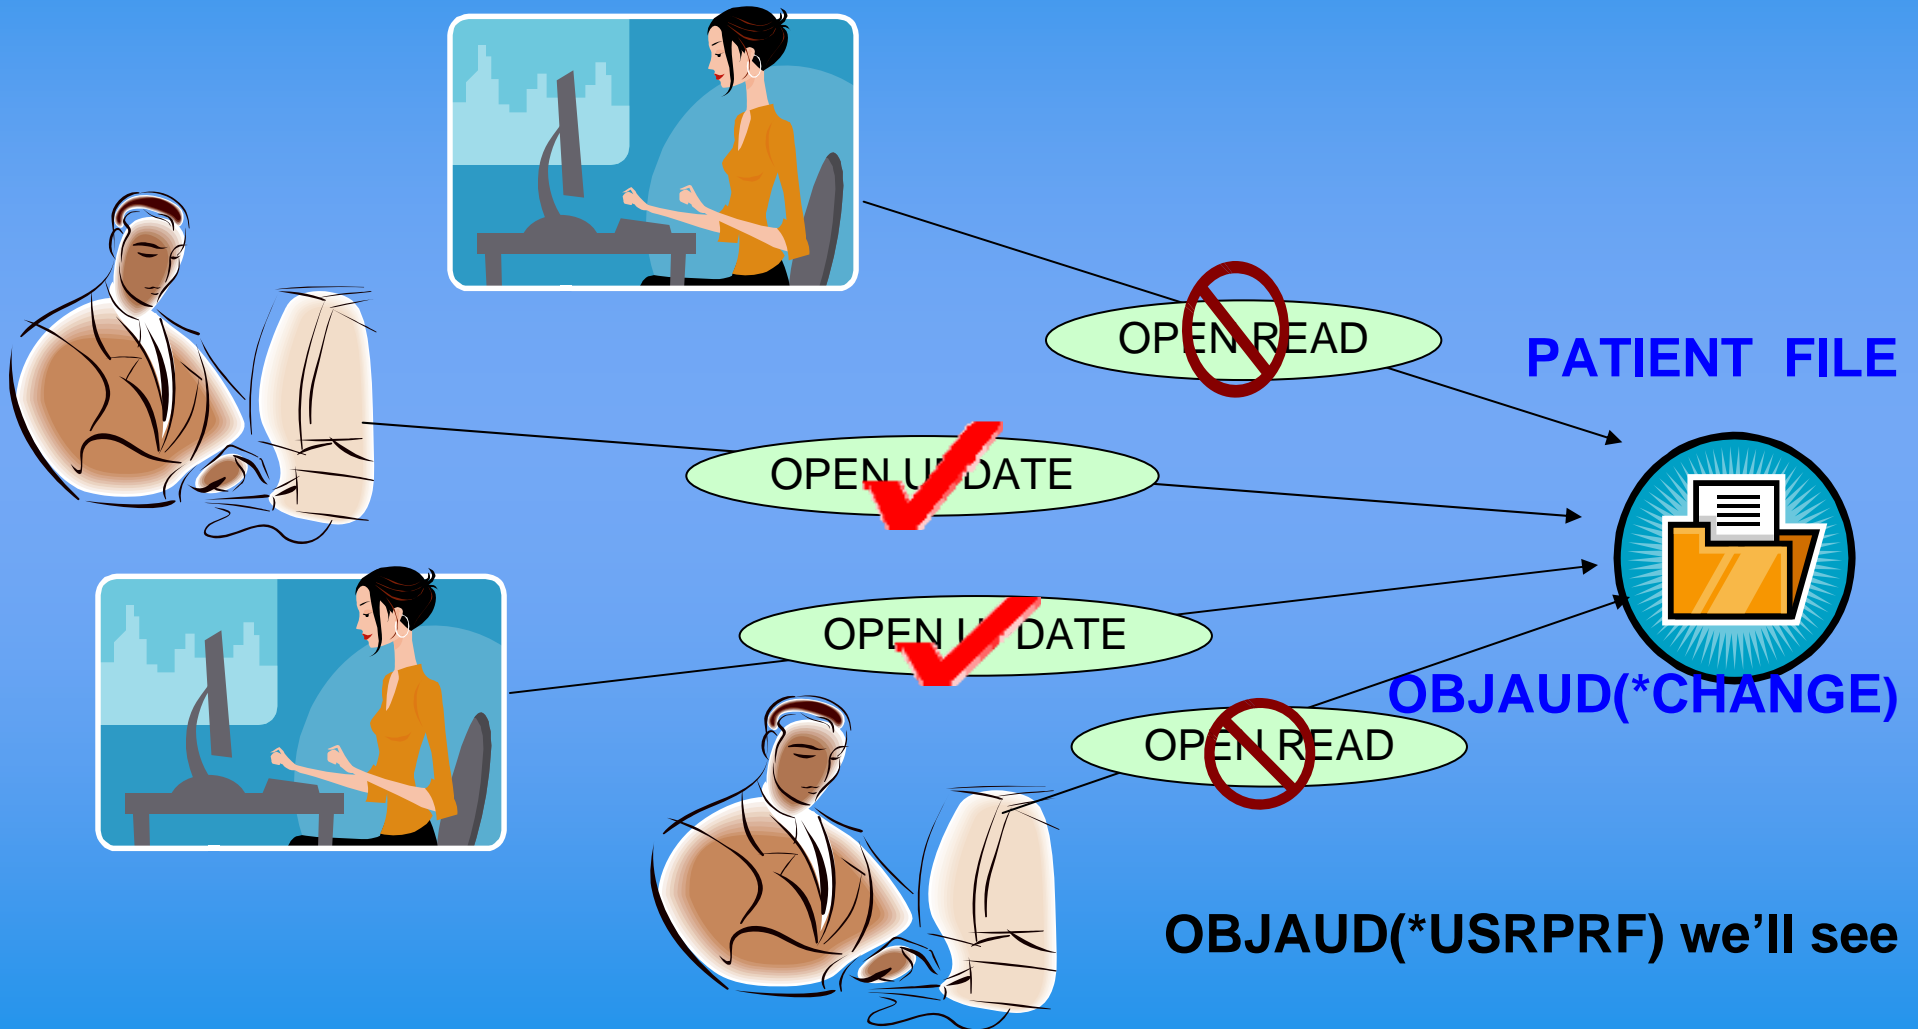 OPEN READ
PATIENT FILE
OPEN UPDATE
OPEN UPDATE
OBJAUD(*CHANGE)
OPEN READ
OBJAUD(*USRPRF) we’ll see